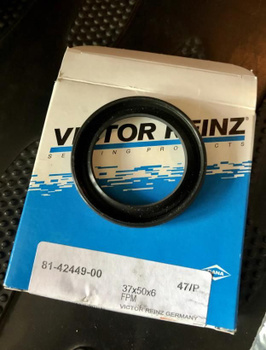 VICTOR REINZ
SEALING PRODUCTS
81-42449-00
37x50x6
47/P
FPM
VICTOR REINZ GERMANY